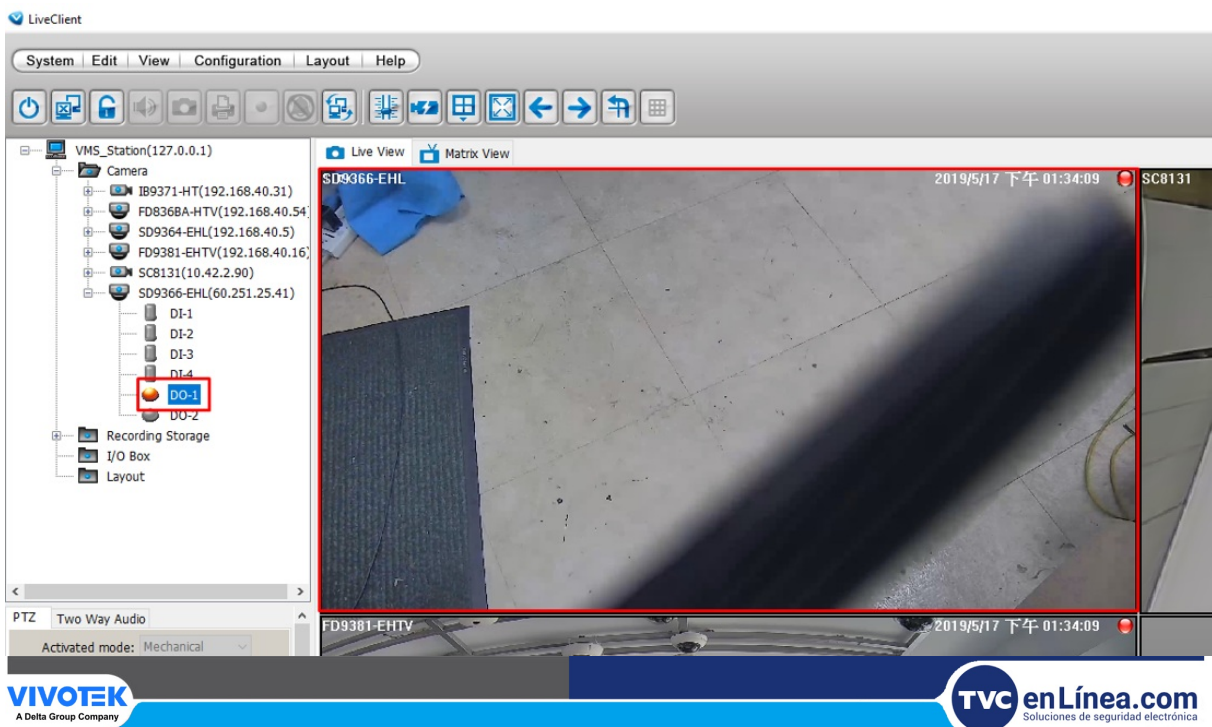 LiveClient
System Edit View Configuration Layout Help
VMS_Station(127.0.0.1)
Camera
IB9371-HT(192.168.40.31)
FD836BA-HTV(192.168.40.54)
SD9364-EHL(192.168.40.5)
FD9381-EHTV(192.168.40.16)
SC8131(10.42.2.90)
SD9366-EHL(60.251.25.41)
DI-1
DI-2
DI-3
DI-4
DO-1
DO-2
Recording Storage
I/O Box
Layout
PTZ Two Way Audio
Activated mode: Mechanical
Live View Matrix View
SD9366-EHL 2019/5/17 下午 01:34:09
SC8131
FD9381-EHTV 2019/5/17 下午 01:34:09
VIVOTEK
A Delta Group Company
TVC enLínea.com
Soluciones de seguridad electrónica